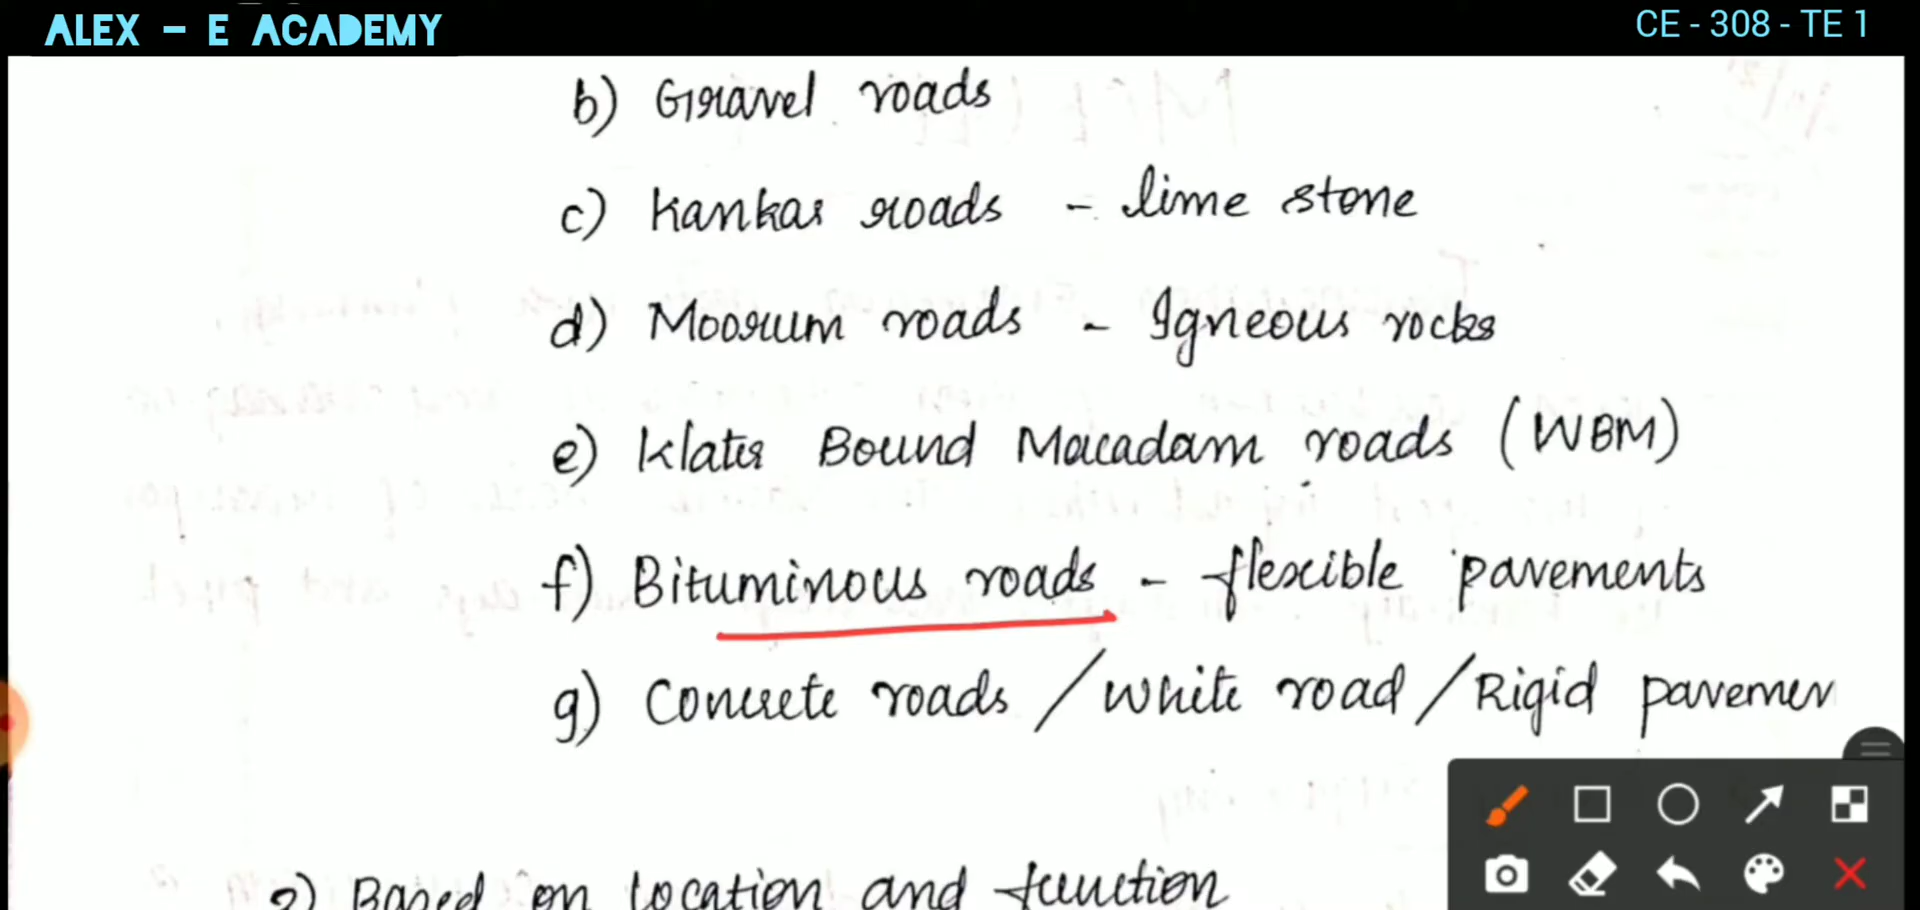 ALEX - E ACADEMY
CE - 308 - TE 1
b) Gravel roads
c) Kankar roads - lime stone
d) Moorum roads - Igneous rocks
e) Water Bound Macadam roads (WBM)
f) Bituminous roads - flexible pavements
g) Concrete roads / White road / Rigid pavemen
2) Based on location and function